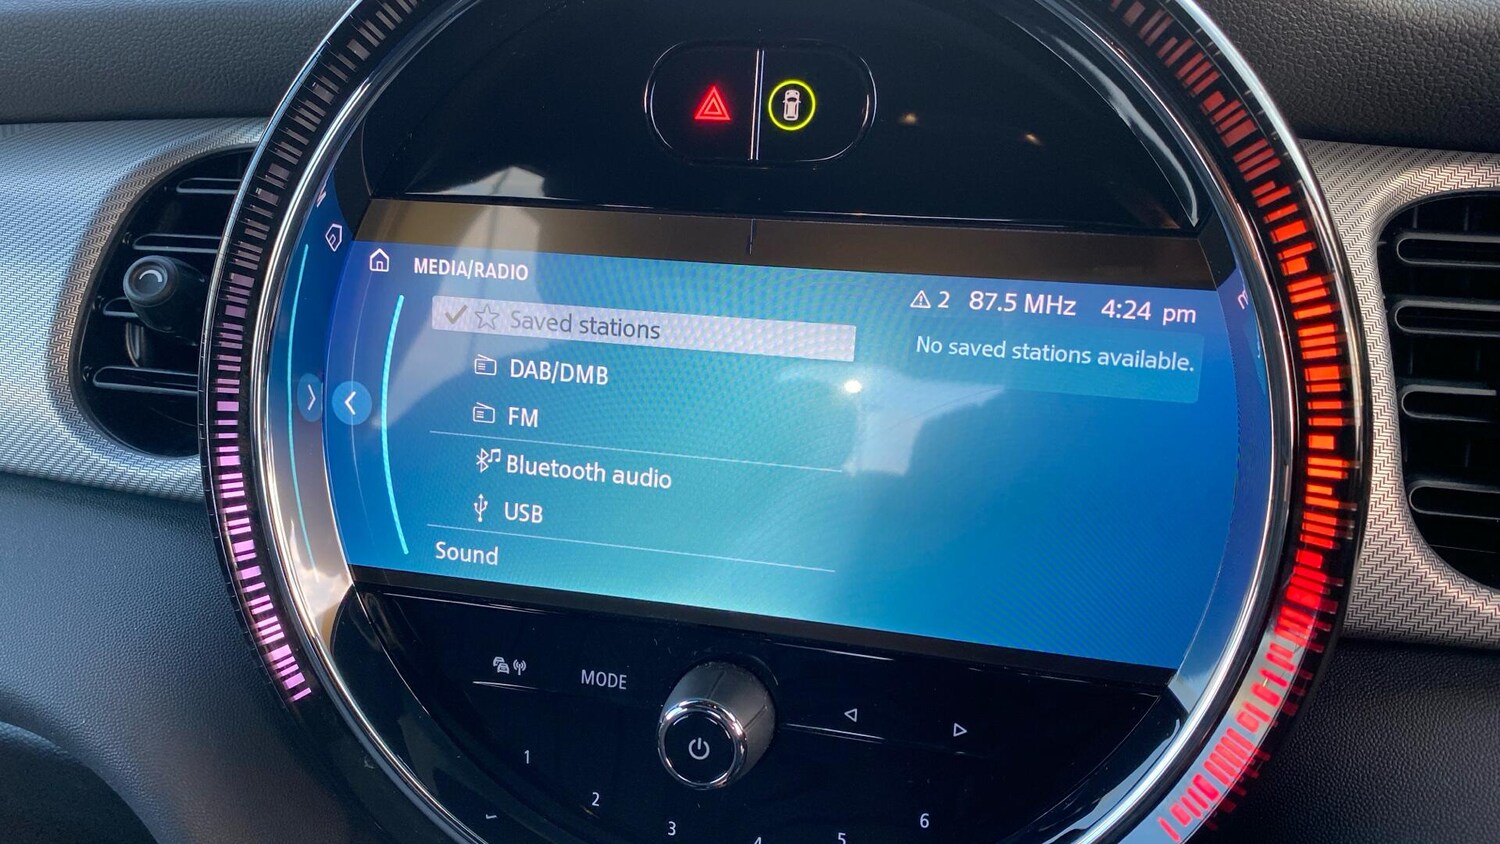 MEDIA/RADIO
2 87.5 MHz 4:24 pm
Saved stations
No saved stations available.
DAB/DMB
FM
Bluetooth audio
USB
Sound
MODE
1
2
3
4
5
6